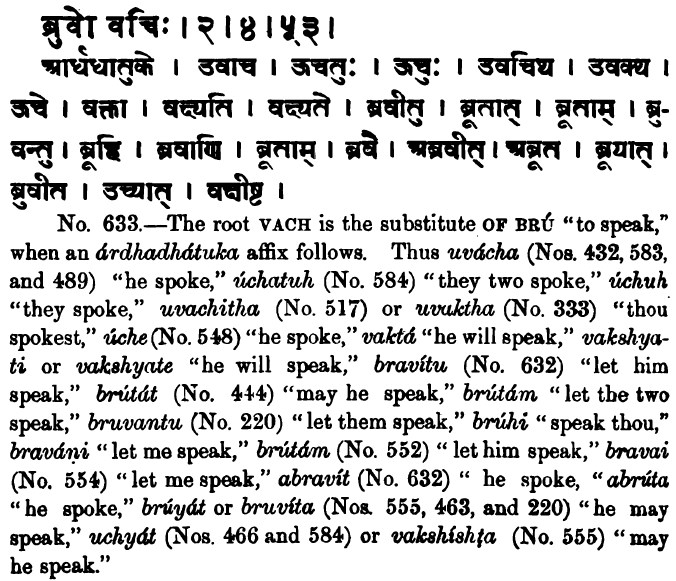 ब्रुवो वचिः । २ । ४ । ५३ ।
आर्धधातुके । उवाच । ऊचतुः । ऊचुः । उवचिथ । उवक्थ ।
ऊचे । वक्ता । वक्ष्यति । वक्ष्यते । ब्रवीतु । ब्रूतात् । ब्रूताम् । ब्रु-
वन्तु । ब्रूहि । ब्रवाणि । ब्रूताम् । ब्रवै । अब्रवीत् । अब्रूत । ब्रूयात् ।
ब्रुवीत । उच्यात् । वक्षीष्ट ।
No. 633.—The root VACH is the substitute OF BRÚ "to speak,"
when an árdhadhátuka affix follows. Thus uvácha (Nos. 432, 583,
and 489) "he spoke," úchatuh (No. 584) "they two spoke," úchuh
"they spoke," uvachitha (No. 517) or uvaktha (No. 333) "thou
spokest," úche (No. 548) "he spoke," vaktá "he will speak," vakshya-
ti or vakshyate "he will speak," bravítu (No. 632) "let him
speak," brútát (No. 444) "may he speak," brútám "let the two
speak," bruvantu (No. 220) "let them speak," brúhi "speak thou,"
braváṇi "let me speak," brútám (No. 552) "let him speak," bravai
(No. 554) "let me speak," abravít (No. 632) " he spoke, "abrúta
"he spoke," brúyát or bruvíta (Nos. 555, 463, and 220) "he may
speak," uchyát (Nos. 466 and 584) or vakshíshṭa (No. 555) "may
he speak."